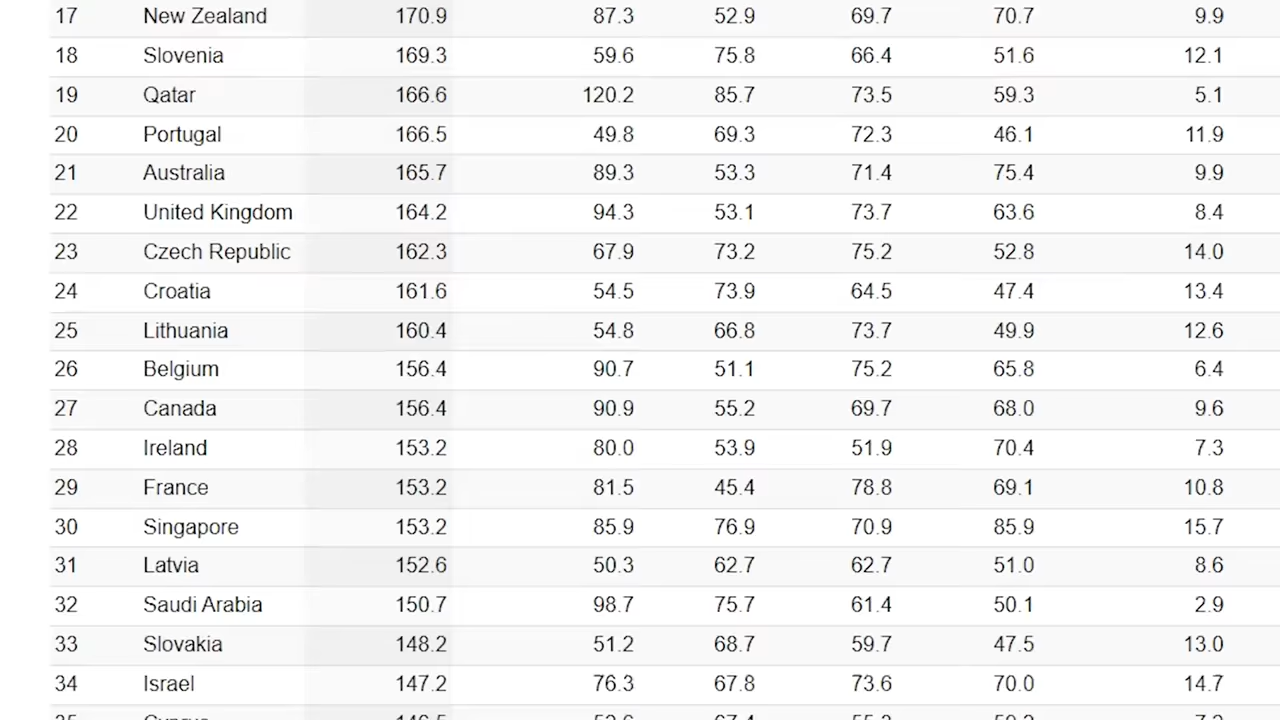 17 New Zealand 170.9 87.3 52.9 69.7 70.7 9.9
18 Slovenia 169.3 59.6 75.8 66.4 51.6 12.1
19 Qatar 166.6 120.2 85.7 73.5 59.3 5.1
20 Portugal 166.5 49.8 69.3 72.3 46.1 11.9
21 Australia 165.7 89.3 53.3 71.4 75.4 9.9
22 United Kingdom 164.2 94.3 53.1 73.7 63.6 8.4
23 Czech Republic 162.3 67.9 73.2 75.2 52.8 14.0
24 Croatia 161.6 54.5 73.9 64.5 47.4 13.4
25 Lithuania 160.4 54.8 66.8 73.7 49.9 12.6
26 Belgium 156.4 90.7 51.1 75.2 65.8 6.4
27 Canada 156.4 90.9 55.2 69.7 68.0 9.6
28 Ireland 153.2 80.0 53.9 51.9 70.4 7.3
29 France 153.2 81.5 45.4 78.8 69.1 10.8
30 Singapore 153.2 85.9 76.9 70.9 85.9 15.7
31 Latvia 152.6 50.3 62.7 62.7 51.0 8.6
32 Saudi Arabia 150.7 98.7 75.7 61.4 50.1 2.9
33 Slovakia 148.2 51.2 68.7 59.7 47.5 13.0
34 Israel 147.2 76.3 67.8 73.6 70.0 14.7